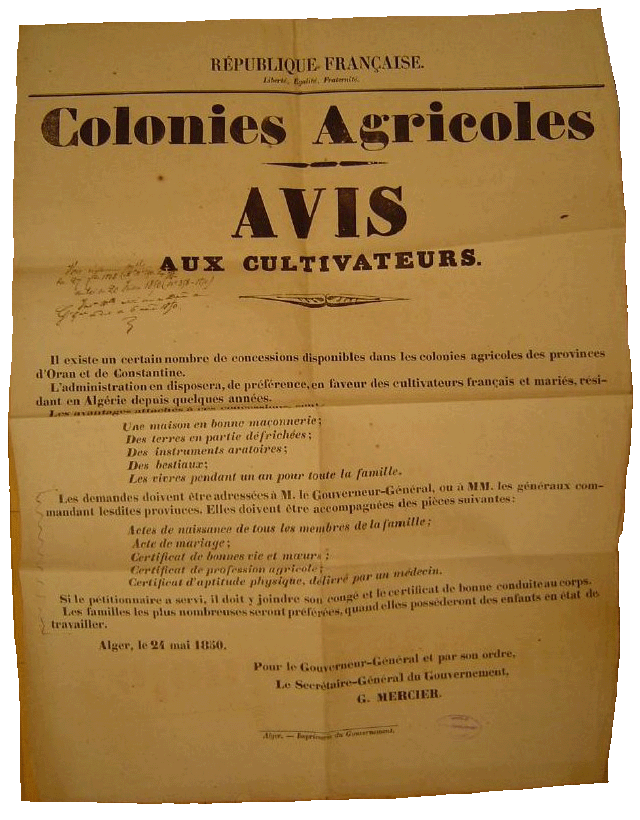 RÉPUBLIQUE FRANÇAISE.
Liberté, Égalité, Fraternité.
Colonies Agricoles
AVIS
AUX CULTIVATEURS.
Il existe un certain nombre de concessions disponibles dans les colonies agricoles des provinces
d'Oran et de Constantine.
L'administration en disposera, de préférence, en faveur des cultivateurs français et mariés, rési-
dant en Algérie depuis quelques années.
Les avantages attachés à ces concessions, sont:
Une maison en bonne maçonnerie;
Des terres en partie défrichées;
Des instruments aratoires;
Des bestiaux;
Les vivres pendant un an pour toute la famille.
Les demandes doivent être adressées à M. le Gouverneur-Général, ou à MM. les généraux com-
mandant lesdites provinces. Elles doivent être accompagnées des pièces suivantes:
Actes de naissance de tous les membres de la famille;
Acte de mariage;
Certificat de bonnes vie et mœurs;
Certificat de profession agricole;
Certificat d'aptitude physique, délivré par un médecin.
Si le pétitionnaire a servi, il doit y joindre son congé et le certificat de bonne conduite au corps.
Les familles les plus nombreuses seront préférées, quand elles posséderont des enfants en état de
travailler.
Alger, le 24 mai 1850.
Pour le Gouverneur-Général et par son ordre,
Le Secrétaire-Général du Gouvernement,
G. MERCIER.
Alger. — Imprimerie du Gouvernement.